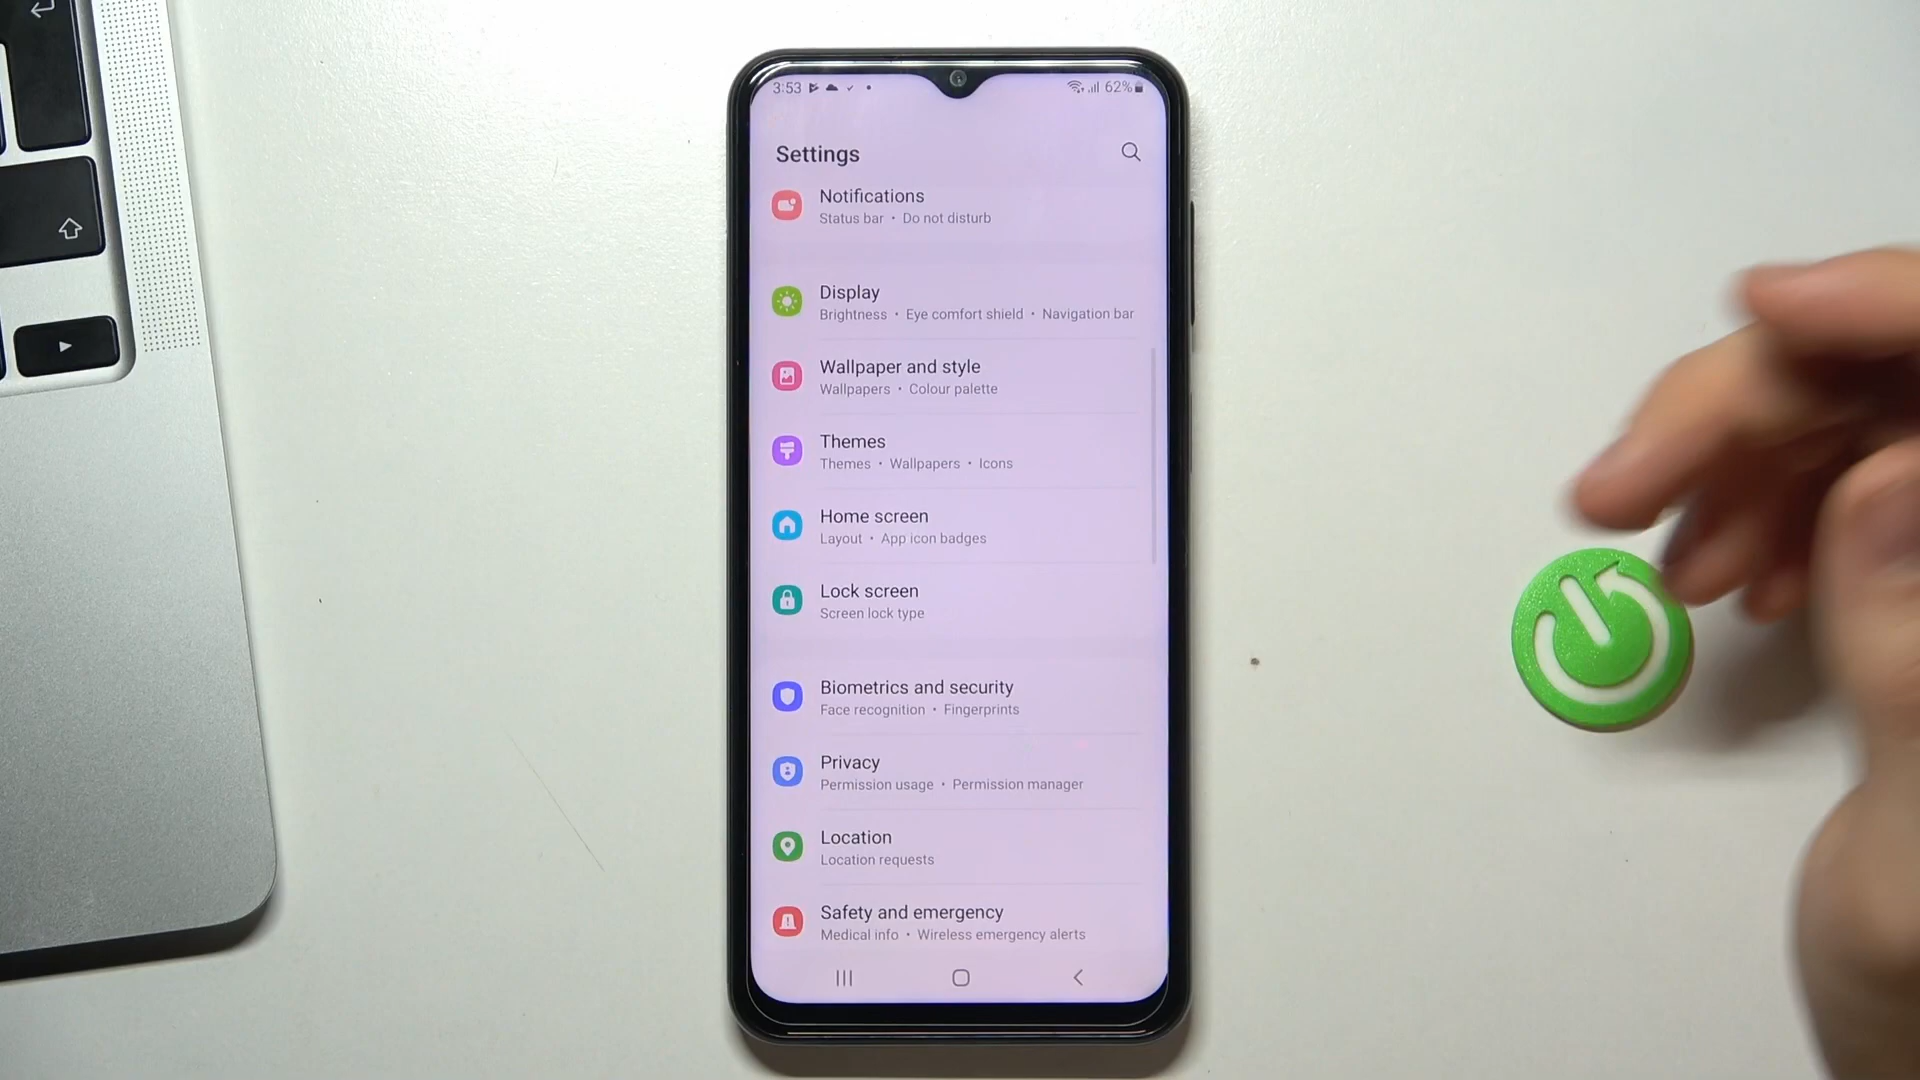 3:53
62%
Settings
Notifications
Status bar • Do not disturb
Display
Brightness • Eye comfort shield • Navigation bar
Wallpaper and style
Wallpapers • Colour palette
Themes
Themes • Wallpapers • Icons
Home screen
Layout • App icon badges
Lock screen
Screen lock type
Biometrics and security
Face recognition • Fingerprints
Privacy
Permission usage • Permission manager
Location
Location requests
Safety and emergency
Medical info • Wireless emergency alerts